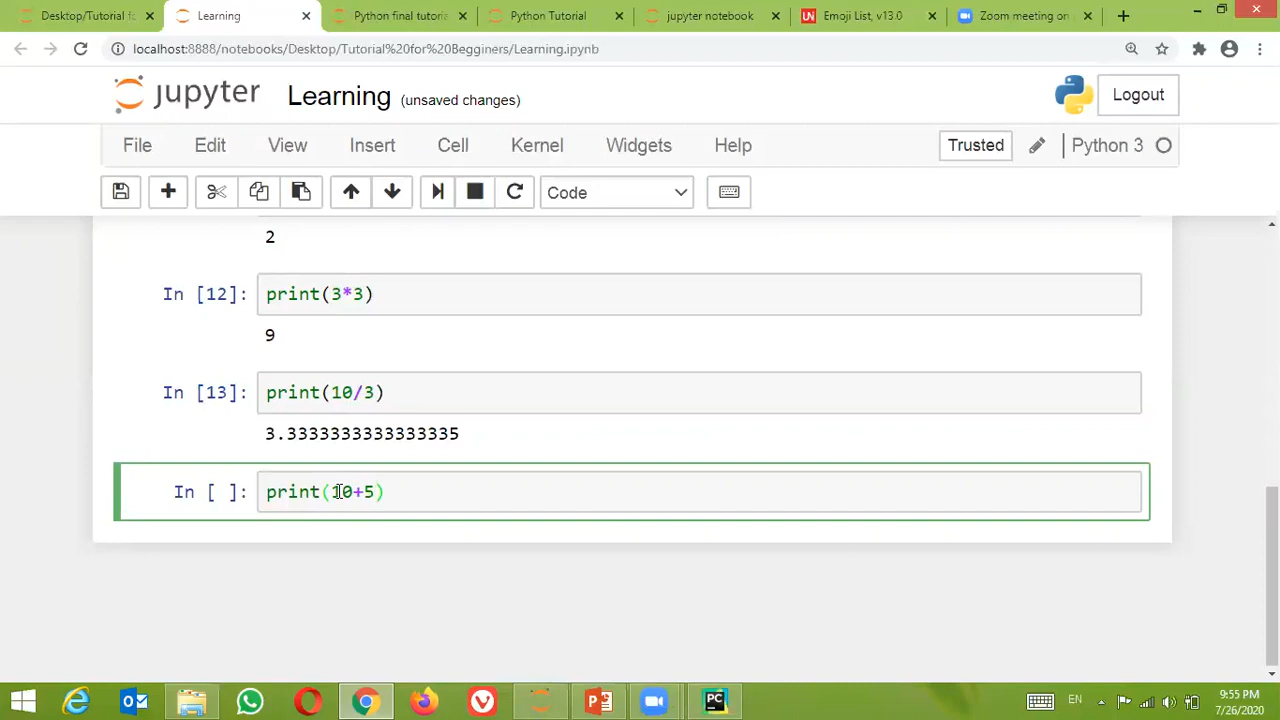 Desktop/Tutorial fo
Learning
Python final tutoria
Python Tutorial
jupyter notebook
UN
Emoji List, v13.0
Zoom meeting on
localhost:8888/notebooks/Desktop/Tutorial%20for%20Begginers/Learning.ipynb
jupyter Learning (unsaved changes)
Logout
File Edit View Insert Cell Kernel Widgets Help
Trusted
Python 3
Code
2
In [12]: print(3*3)
9
In [13]: print(10/3)
3.3333333333333335
In [ ]: print(10+5)
PC
EN
9:55 PM
7/26/2020